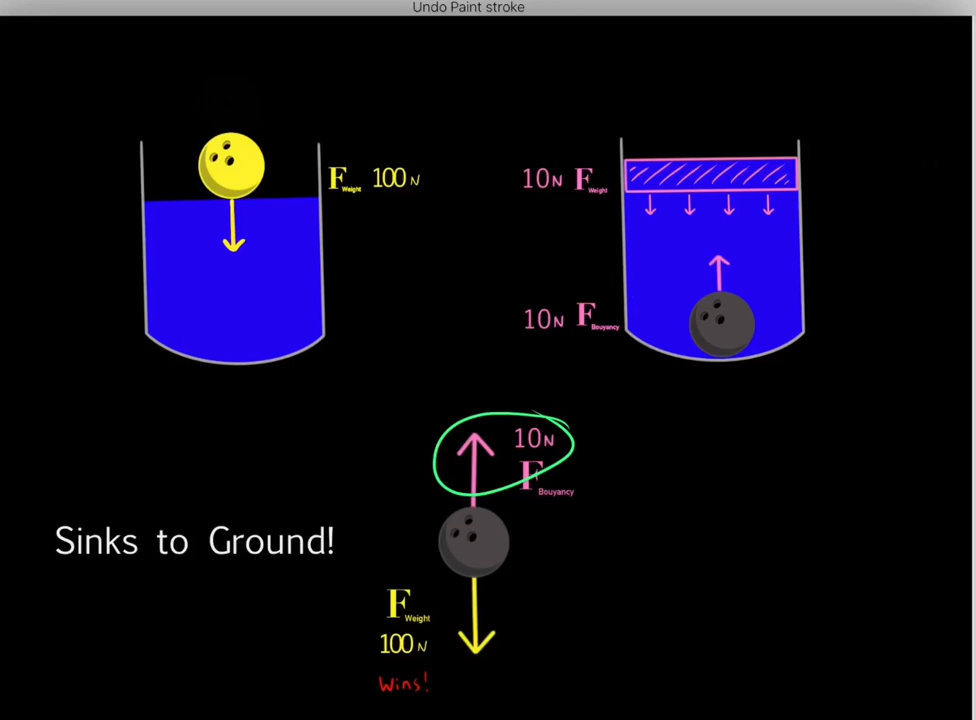 Undo Paint stroke
F Weight 100 N
10N F Weight
10N F Bouyancy
10N
F Bouyancy
Sinks to Ground!
F Weight
100 N
Wins!